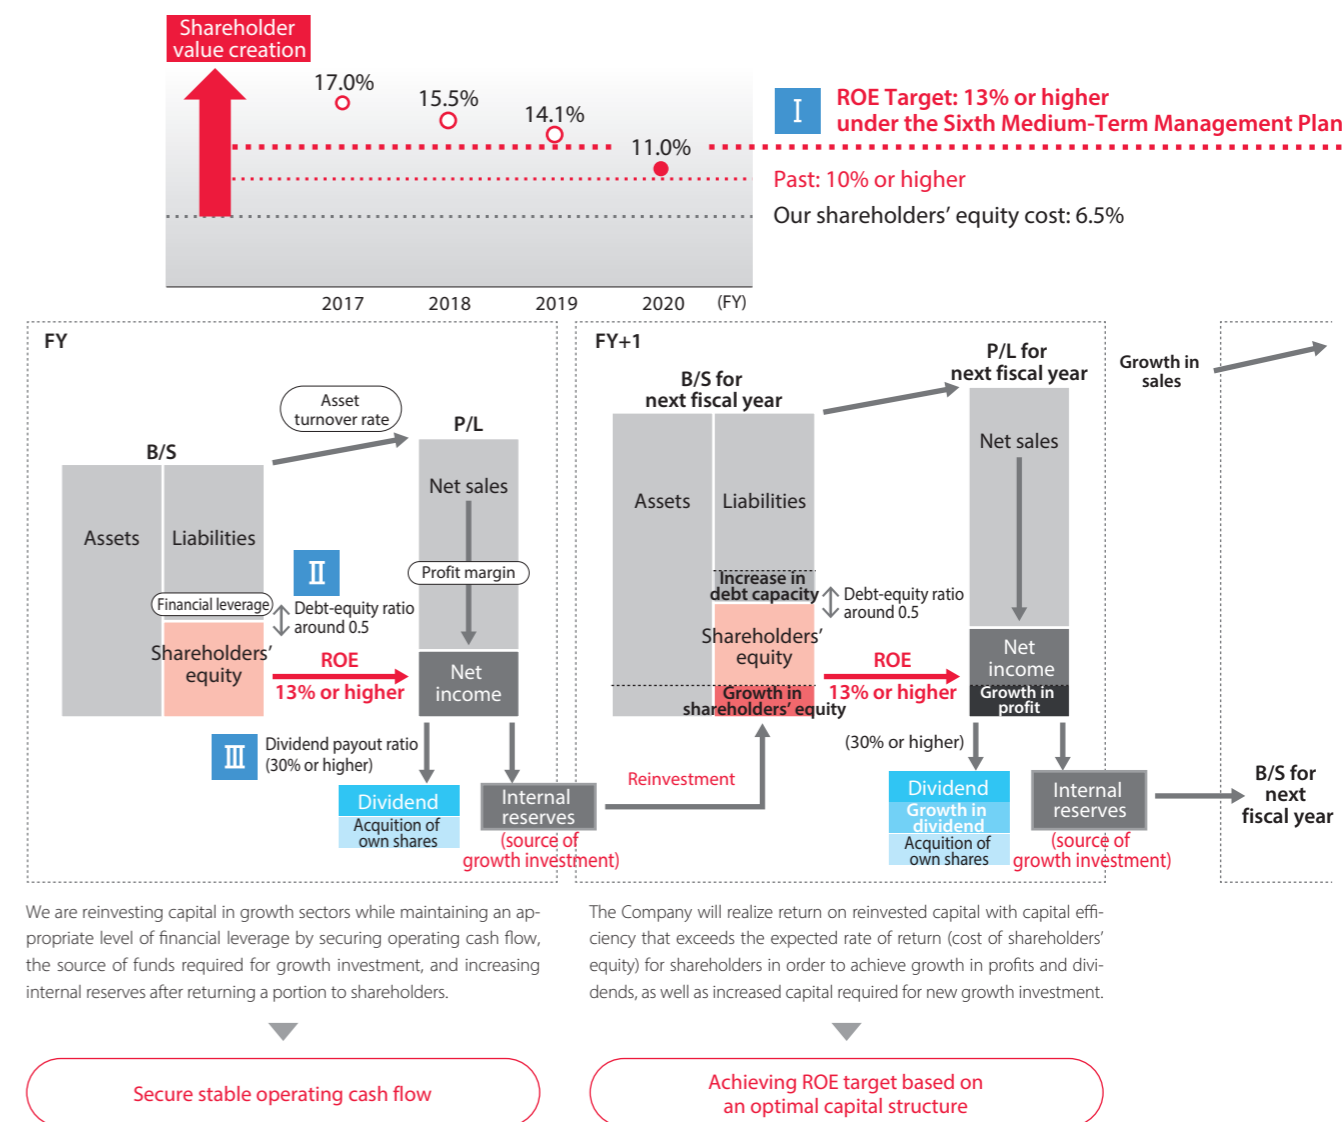 Shareholder
value creation
17.0%
15.5%
14.1%
11.0%
I
ROE Target: 13% or higher
under the Sixth Medium-Term Management Plan
Past: 10% or higher
Our shareholders’ equity cost: 6.5%
2017
2018
2019
2020
(FY)
FY
B/S
Asset
turnover rate
P/L
Assets
Liabilities
Net sales
II
Profit margin
Financial leverage
Debt-equity ratio
around 0.5
Shareholders’
equity
ROE
13% or higher
Net
income
III
Dividend payout ratio
(30% or higher)
Dividend
Acqution of
own shares
Internal
reserves
(source of
growth investment)
Reinvestment
FY+1
B/S for
next fiscal year
P/L for
next fiscal year
Assets
Liabilities
Net sales
Increase in
debt capacity
Debt-equity ratio
around 0.5
Shareholders’
equity
Growth in
shareholders’ equity
ROE
13% or higher
Net
income
Growth in
profit
(30% or higher)
Dividend
Growth in
dividend
Acqution of
own shares
Internal
reserves
(source of
growth investment)
Growth in
sales
B/S for
next
fiscal year
We are reinvesting capital in growth sectors while maintaining an ap-
propriate level of financial leverage by securing operating cash flow,
the source of funds required for growth investment, and increasing
internal reserves after returning a portion to shareholders.
The Company will realize return on reinvested capital with capital effi-
ciency that exceeds the expected rate of return (cost of shareholders’
equity) for shareholders in order to achieve growth in profits and divi-
dends, as well as increased capital required for new growth investment.
Secure stable operating cash flow
Achieving ROE target based on
an optimal capital structure